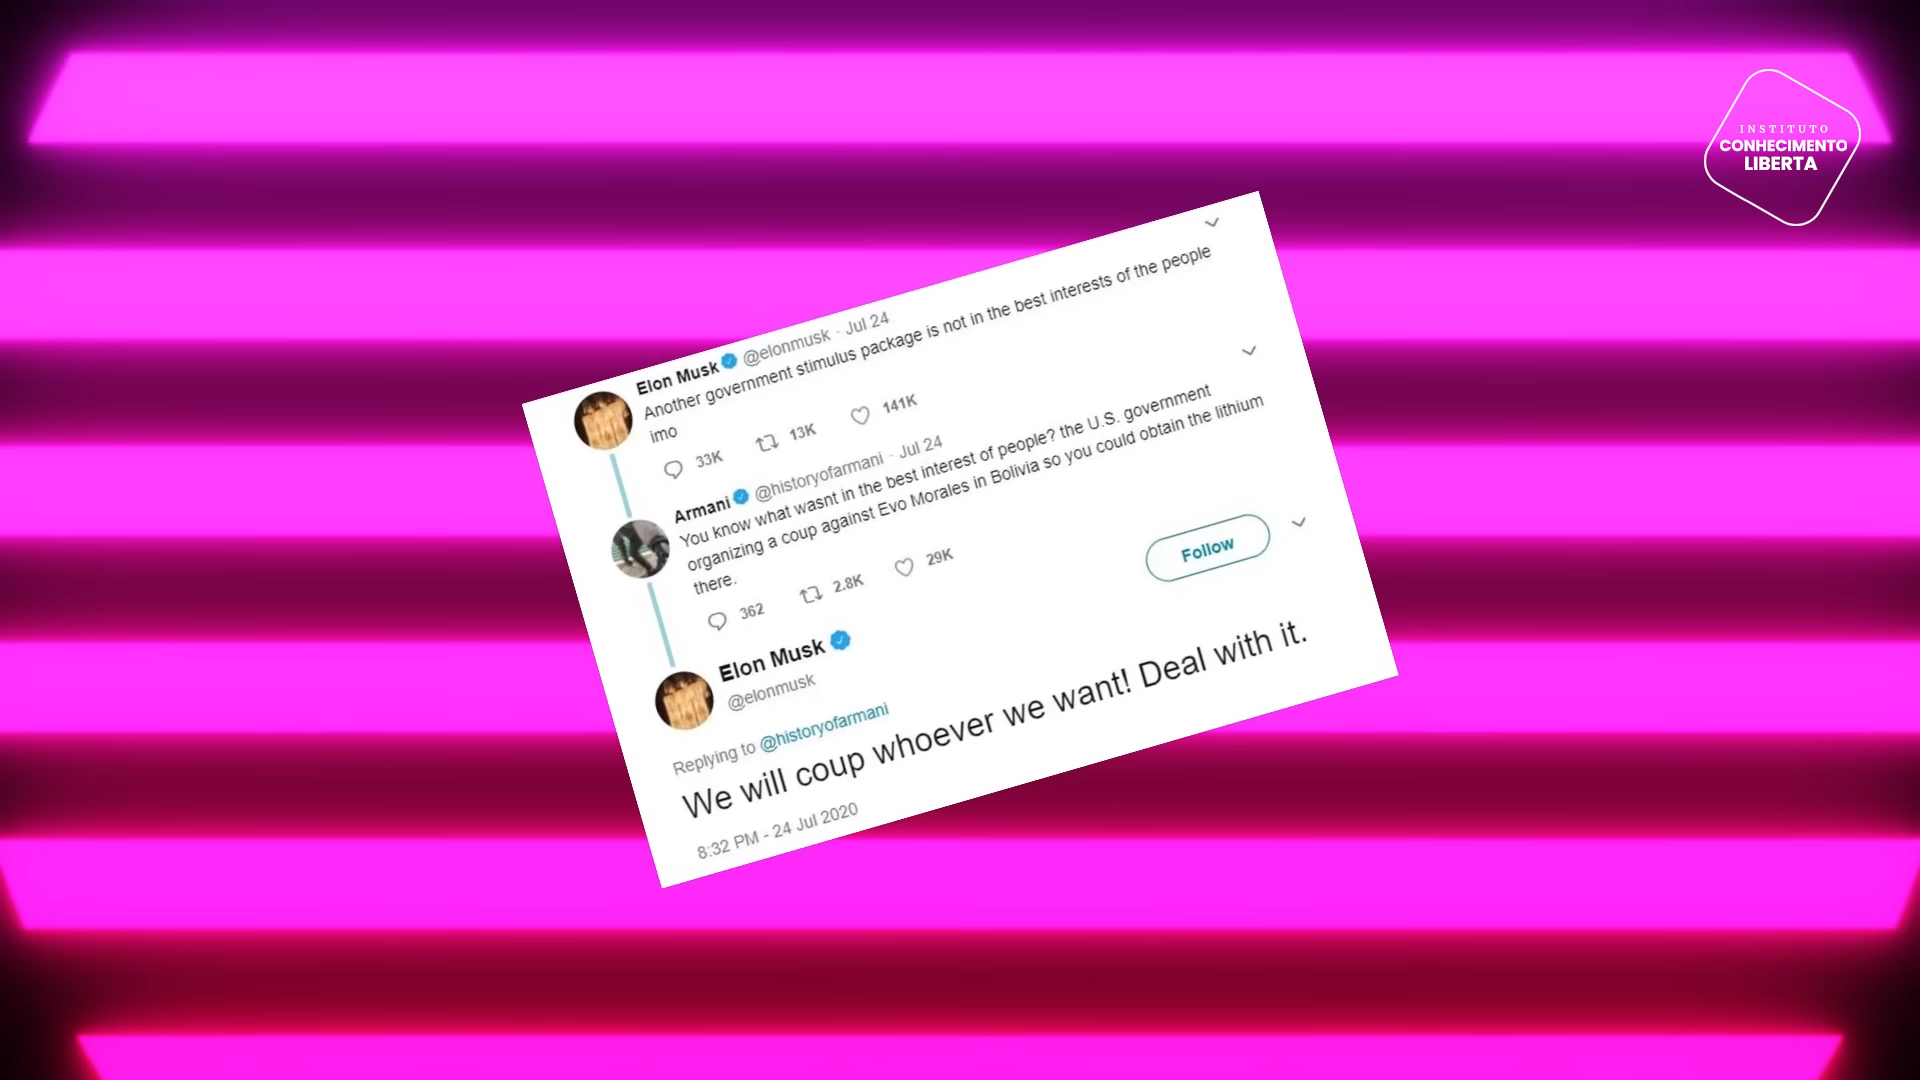 INSTITUTO
CONHECIMENTO
LIBERTA
Elon Musk @elonmusk · Jul 24
Another government stimulus package is not in the best interests of the people
imo
33K 13K 141K
Armani @historyofarmani · Jul 24
You know what wasnt in the best interest of people? the U.S. government
organizing a coup against Evo Morales in Bolivia so you could obtain the lithium
there.
362 2.8K 29K
Elon Musk
@elonmusk
Follow
Replying to @historyofarmani
We will coup whoever we want! Deal with it.
8:32 PM - 24 Jul 2020